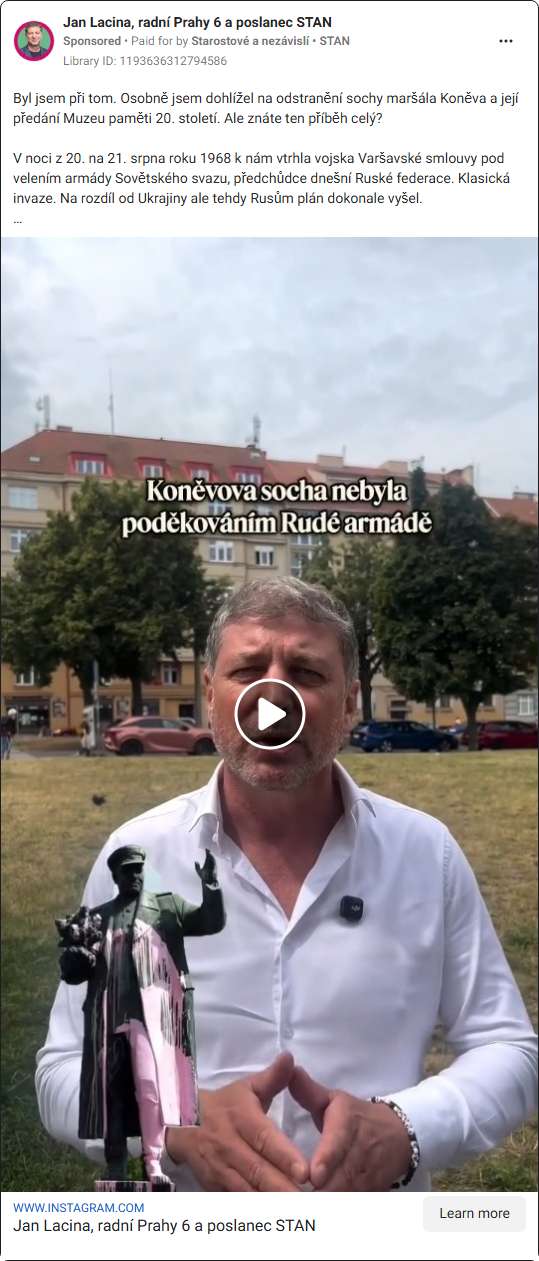 Jan Lacina, radní Prahy 6 a poslanec STAN
Sponsored • Paid for by Starostové a nezávislí • STAN
Library ID: 1193636312794586
Byl jsem při tom. Osobně jsem dohlížel na odstranění sochy maršála Koněva a její
předání Muzeu paměti 20. století. Ale znáte ten příběh celý?
V noci z 20. na 21. srpna roku 1968 k nám vtrhla vojska Varšavské smlouvy pod
velením armády Sovětského svazu, předchůdce dnešní Ruské federace. Klasická
invaze. Na rozdíl od Ukrajiny ale tehdy Rusům plán dokonale vyšel.
...
Koněvova socha nebyla
poděkováním Rudé armádě
WWW.INSTAGRAM.COM
Jan Lacina, radní Prahy 6 a poslanec STAN
Learn more